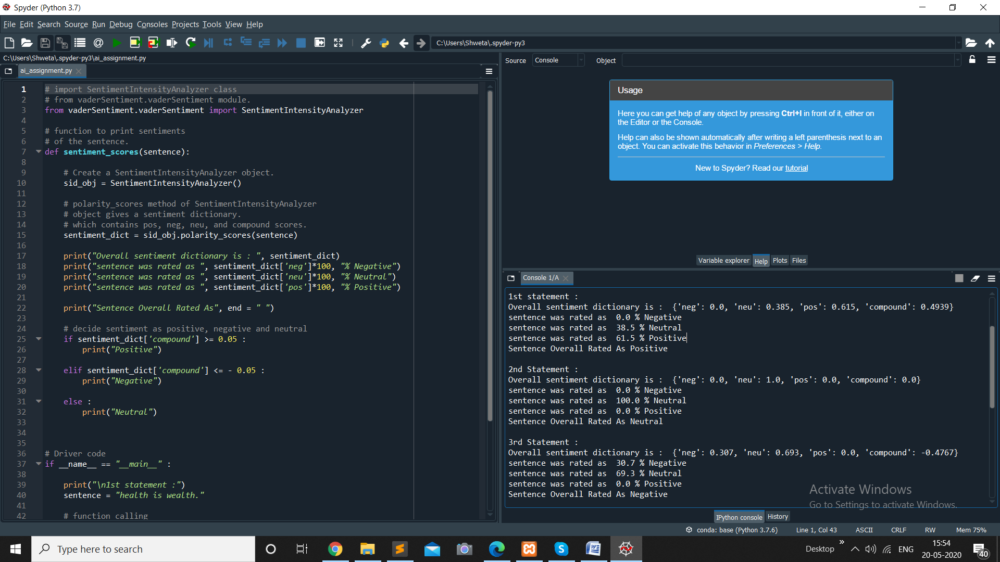 Spyder (Python 3.7)
File Edit Search Source Run Debug Consoles Projects Tools View Help
C:\Users\Shweta\.spyder-py3
C:\Users\Shweta\.spyder-py3\ai_assignment.py
ai_assignment.py
1 # import SentimentIntensityAnalyzer class
2 # from vaderSentiment.vaderSentiment module.
3 from vaderSentiment.vaderSentiment import SentimentIntensityAnalyzer
4
5 # function to print sentiments
6 # of the sentence.
7 def sentiment_scores(sentence):
8
9 # Create a SentimentIntensityAnalyzer object.
10 sid_obj = SentimentIntensityAnalyzer()
11
12 # polarity_scores method of SentimentIntensityAnalyzer
13 # object gives a sentiment dictionary.
14 # which contains pos, neg, neu, and compound scores.
15 sentiment_dict = sid_obj.polarity_scores(sentence)
16
17 print("Overall sentiment dictionary is : ", sentiment_dict)
18 print("sentence was rated as ", sentiment_dict['neg']*100, "% Negative")
19 print("sentence was rated as ", sentiment_dict['neu']*100, "% Neutral")
20 print("sentence was rated as ", sentiment_dict['pos']*100, "% Positive")
21
22 print("Sentence Overall Rated As", end = " ")
23
24 # decide sentiment as positive, negative and neutral
25 if sentiment_dict['compound'] >= 0.05 :
26 print("Positive")
27
28 elif sentiment_dict['compound'] <= - 0.05 :
29 print("Negative")
30
31 else :
32 print("Neutral")
33
34
35
36 # Driver code
37 if __name__ == "__main__" :
38
39 print("\n1st statement :")
40 sentence = "health is wealth."
41
42 # function calling
Source Console Object
Usage
Here you can get help of any object by pressing Ctrl+I in front of it, either on
the Editor or the Console.
Help can also be shown automatically after writing a left parenthesis next to an
object. You can activate this behavior in Preferences > Help.
New to Spyder? Read our tutorial
Variable explorer Help Plots Files
Console 1/A
1st statement :
Overall sentiment dictionary is : {'neg': 0.0, 'neu': 0.385, 'pos': 0.615, 'compound': 0.4939}
sentence was rated as 0.0 % Negative
sentence was rated as 38.5 % Neutral
sentence was rated as 61.5 % Positive
Sentence Overall Rated As Positive
2nd Statement :
Overall sentiment dictionary is : {'neg': 0.0, 'neu': 1.0, 'pos': 0.0, 'compound': 0.0}
sentence was rated as 0.0 % Negative
sentence was rated as 100.0 % Neutral
sentence was rated as 0.0 % Positive
Sentence Overall Rated As Neutral
3rd Statement :
Overall sentiment dictionary is : {'neg': 0.307, 'neu': 0.693, 'pos': 0.0, 'compound': -0.4767}
sentence was rated as 30.7 % Negative
sentence was rated as 69.3 % Neutral
sentence was rated as 0.0 % Positive
Sentence Overall Rated As Negative
Activate Windows
Go to Settings to activate Windows.
IPython console History
conda: base (Python 3.7.6) Line 1, Col 43 ASCII CRLF RW Mem 75%
Type here to search
Desktop
ENG
15:54
20-05-2020
40